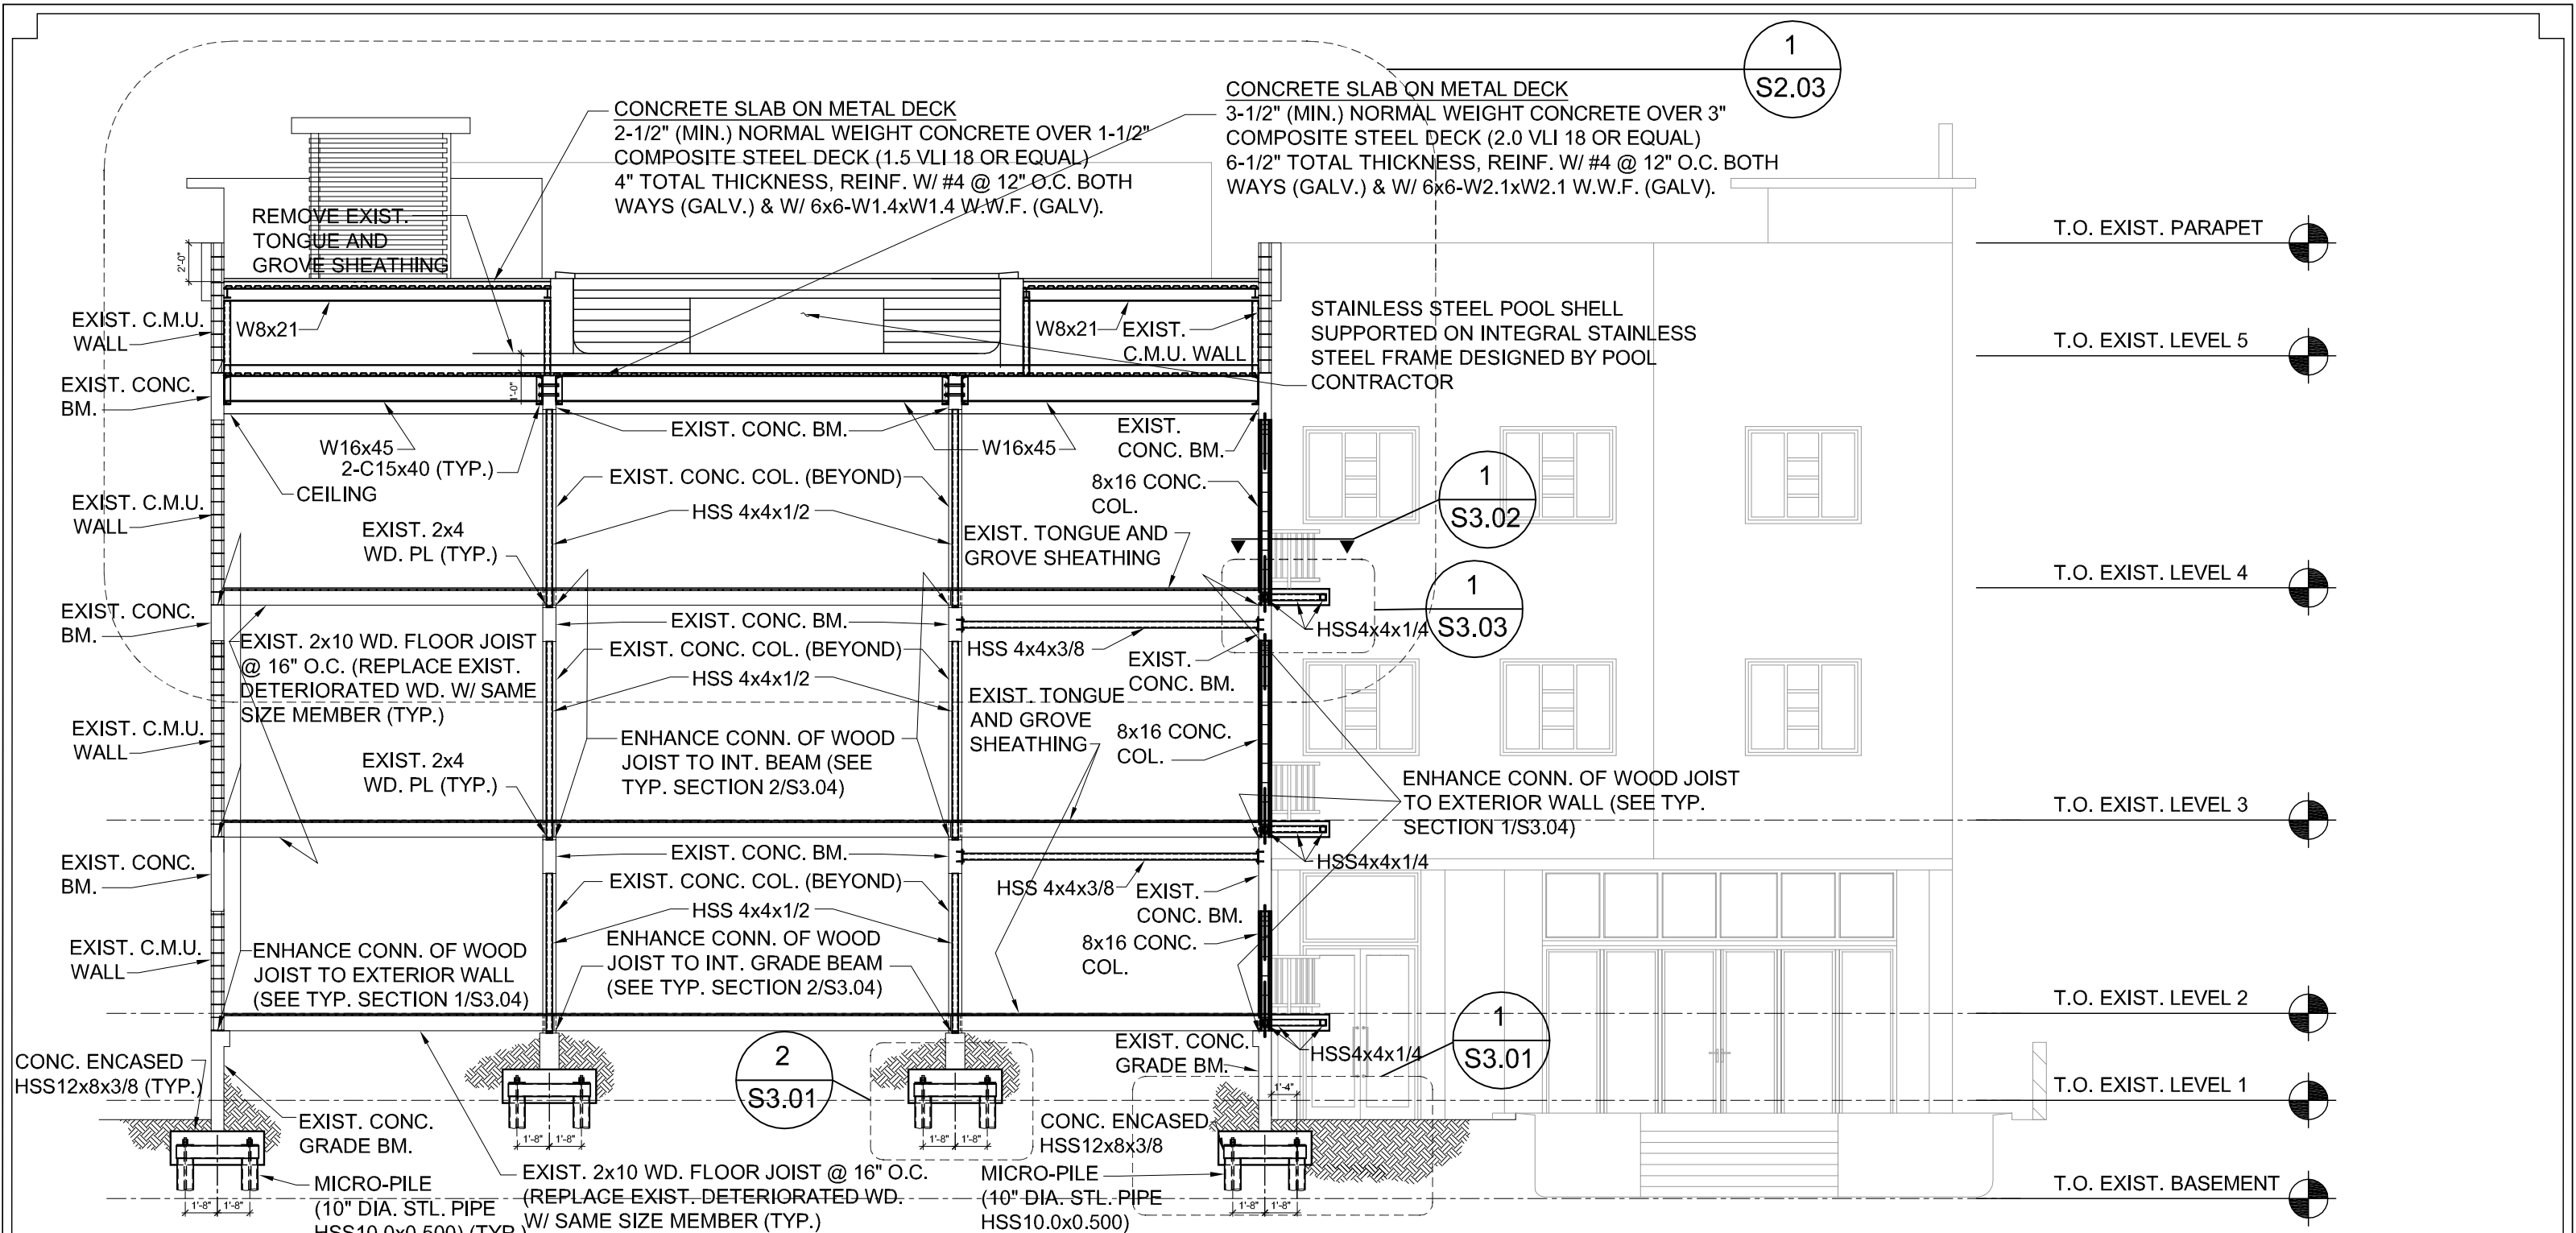 1
S2.03
CONCRETE SLAB ON METAL DECK
2-1/2" (MIN.) NORMAL WEIGHT CONCRETE OVER 1-1/2"
COMPOSITE STEEL DECK (1.5 VLI 18 OR EQUAL)
4" TOTAL THICKNESS, REINF. W/ #4 @ 12" O.C. BOTH
WAYS (GALV.) & W/ 6x6-W1.4xW1.4 W.W.F. (GALV).
CONCRETE SLAB ON METAL DECK
3-1/2" (MIN.) NORMAL WEIGHT CONCRETE OVER 3"
COMPOSITE STEEL DECK (2.0 VLI 18 OR EQUAL)
6-1/2" TOTAL THICKNESS, REINF. W/ #4 @ 12" O.C. BOTH
WAYS (GALV.) & W/ 6x6-W2.1xW2.1 W.W.F. (GALV).
REMOVE EXIST.
TONGUE AND
GROVE SHEATHING
2'-0"
T.O. EXIST. PARAPET
EXIST. C.M.U.
WALL
W8x21
W8x21
EXIST.
C.M.U. WALL
STAINLESS STEEL POOL SHELL
SUPPORTED ON INTEGRAL STAINLESS
STEEL FRAME DESIGNED BY POOL
CONTRACTOR
T.O. EXIST. LEVEL 5
EXIST. CONC.
BM.
1'-0"
W16x45
2-C15x40 (TYP.)
CEILING
EXIST. CONC. BM.
W16x45
EXIST.
CONC. BM.
EXIST. C.M.U.
WALL
EXIST. CONC. COL. (BEYOND)
HSS 4x4x1/2
8x16 CONC.
COL.
1
S3.02
EXIST. 2x4
WD. PL (TYP.)
EXIST. TONGUE AND
GROVE SHEATHING
1
S3.03
T.O. EXIST. LEVEL 4
EXIST. CONC.
BM.
EXIST. CONC. BM.
HSS4x4x1/4
EXIST. 2x10 WD. FLOOR JOIST
@ 16" O.C. (REPLACE EXIST.
DETERIORATED WD. W/ SAME
SIZE MEMBER (TYP.)
EXIST. CONC. COL. (BEYOND)
HSS 4x4x1/2
HSS 4x4x3/8
EXIST.
CONC. BM.
EXIST. C.M.U.
WALL
EXIST. TONGUE
AND GROVE
SHEATHING
8x16 CONC.
COL.
EXIST. 2x4
WD. PL (TYP.)
ENHANCE CONN. OF WOOD
JOIST TO INT. BEAM (SEE
TYP. SECTION 2/S3.04)
ENHANCE CONN. OF WOOD JOIST
TO EXTERIOR WALL (SEE TYP.
SECTION 1/S3.04)
T.O. EXIST. LEVEL 3
EXIST. CONC.
BM.
EXIST. CONC. BM.
HSS4x4x1/4
EXIST. CONC. COL. (BEYOND)
HSS 4x4x1/2
HSS 4x4x3/8
EXIST.
CONC. BM.
EXIST. C.M.U.
WALL
ENHANCE CONN. OF WOOD
JOIST TO EXTERIOR WALL
(SEE TYP. SECTION 1/S3.04)
ENHANCE CONN. OF WOOD
JOIST TO INT. GRADE BEAM
(SEE TYP. SECTION 2/S3.04)
8x16 CONC.
COL.
T.O. EXIST. LEVEL 2
CONC. ENCASED
HSS12x8x3/8 (TYP.)
2
S3.01
EXIST. CONC.
GRADE BM.
HSS4x4x1/4
1
S3.01
T.O. EXIST. LEVEL 1
1'-4"
EXIST. CONC.
GRADE BM.
1'-8" 1'-8"
1'-8" 1'-8"
CONC. ENCASED
HSS12x8x3/8
MICRO-PILE
(10" DIA. STL. PIPE
HSS10.0x0.500) (TYP.)
1'-8" 1'-8"
EXIST. 2x10 WD. FLOOR JOIST @ 16" O.C.
(REPLACE EXIST. DETERIORATED WD.
W/ SAME SIZE MEMBER (TYP.)
MICRO-PILE
(10" DIA. STL. PIPE
HSS10.0x0.500)
1'-8" 1'-8"
T.O. EXIST. BASEMENT